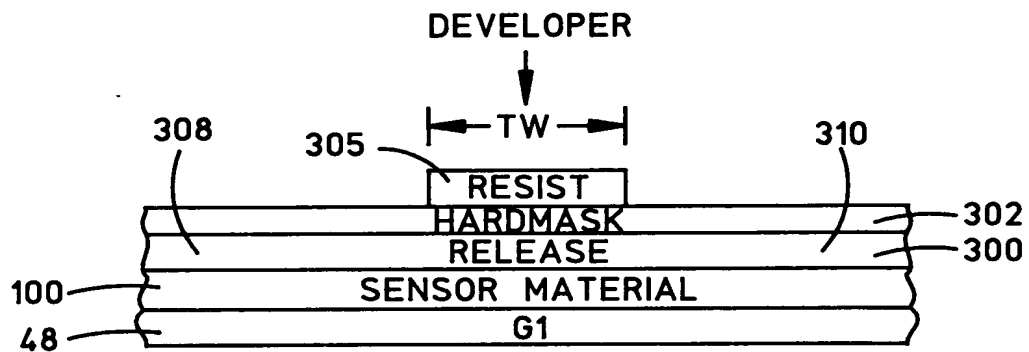 DEVELOPER
TW
308
305
310
RESIST
HARDMASK
302
RELEASE
300
100
SENSOR MATERIAL
48
G1